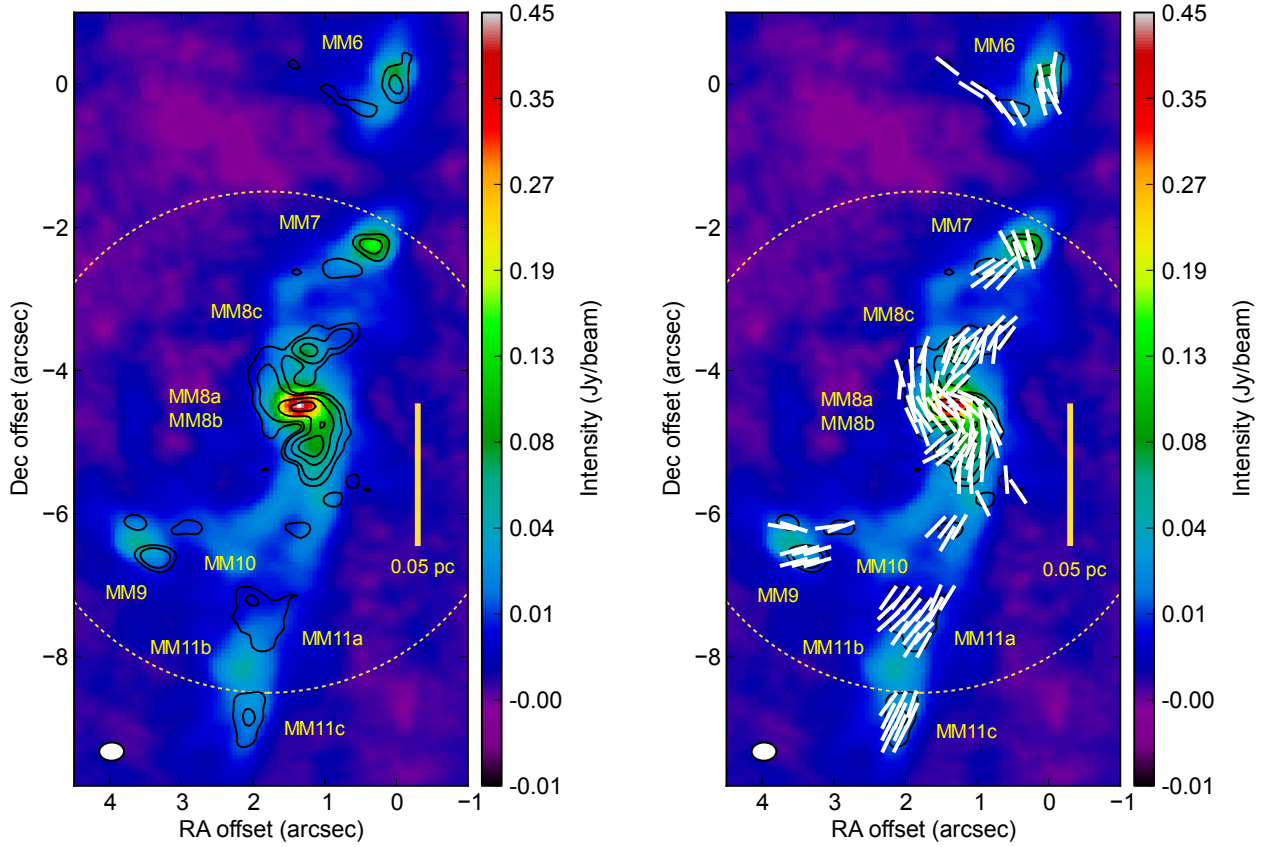 0.45
0.35
0.27
0.19
0.13
0.08
0.04
0.01
-0.00
-0.01
Intensity (Jy/beam)
0
−2
−4
−6
−8
Dec offset (arcsec)
4 3 2 1 0 −1
RA offset (arcsec)
MM6
MM7
MM8c
MM8a
MM8b
0.05 pc
MM10
MM9
MM11b
MM11a
MM11c
0.45
0.35
0.27
0.19
0.13
0.08
0.04
0.01
-0.00
-0.01
Intensity (Jy/beam)
0
−2
−4
−6
−8
Dec offset (arcsec)
4 3 2 1 0 −1
RA offset (arcsec)
MM6
MM7
MM8c
MM8a
MM8b
0.05 pc
MM10
MM9
MM11b
MM11a
MM11c